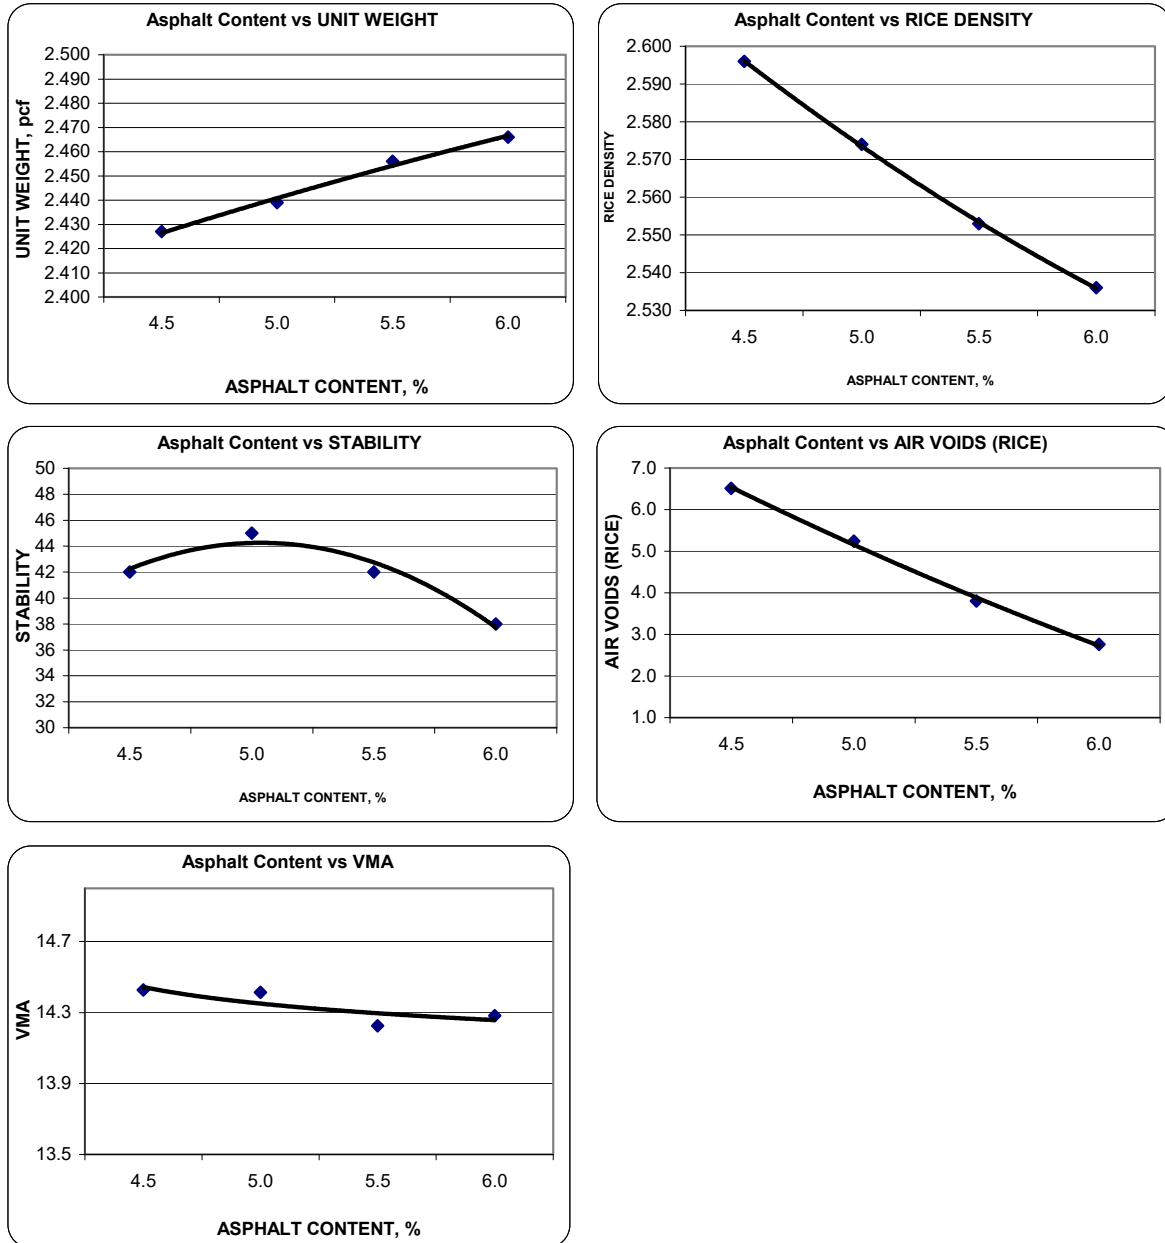 Asphalt Content vs UNIT WEIGHT
2.500
2.490
2.480
2.470
2.460
2.450
2.440
2.430
2.420
2.410
2.400
UNIT WEIGHT, pcf
4.5 5.0 5.5 6.0
ASPHALT CONTENT, %
Asphalt Content vs RICE DENSITY
2.600
2.590
2.580
2.570
2.560
2.550
2.540
2.530
RICE DENSITY
4.5 5.0 5.5 6.0
ASPHALT CONTENT, %
Asphalt Content vs STABILITY
50
48
46
44
42
40
38
36
34
32
30
STABILITY
4.5 5.0 5.5 6.0
ASPHALT CONTENT, %
Asphalt Content vs AIR VOIDS (RICE)
7.0
6.0
5.0
4.0
3.0
2.0
1.0
AIR VOIDS (RICE)
4.5 5.0 5.5 6.0
ASPHALT CONTENT, %
Asphalt Content vs VMA
14.7
14.3
13.9
13.5
VMA
4.5 5.0 5.5 6.0
ASPHALT CONTENT, %